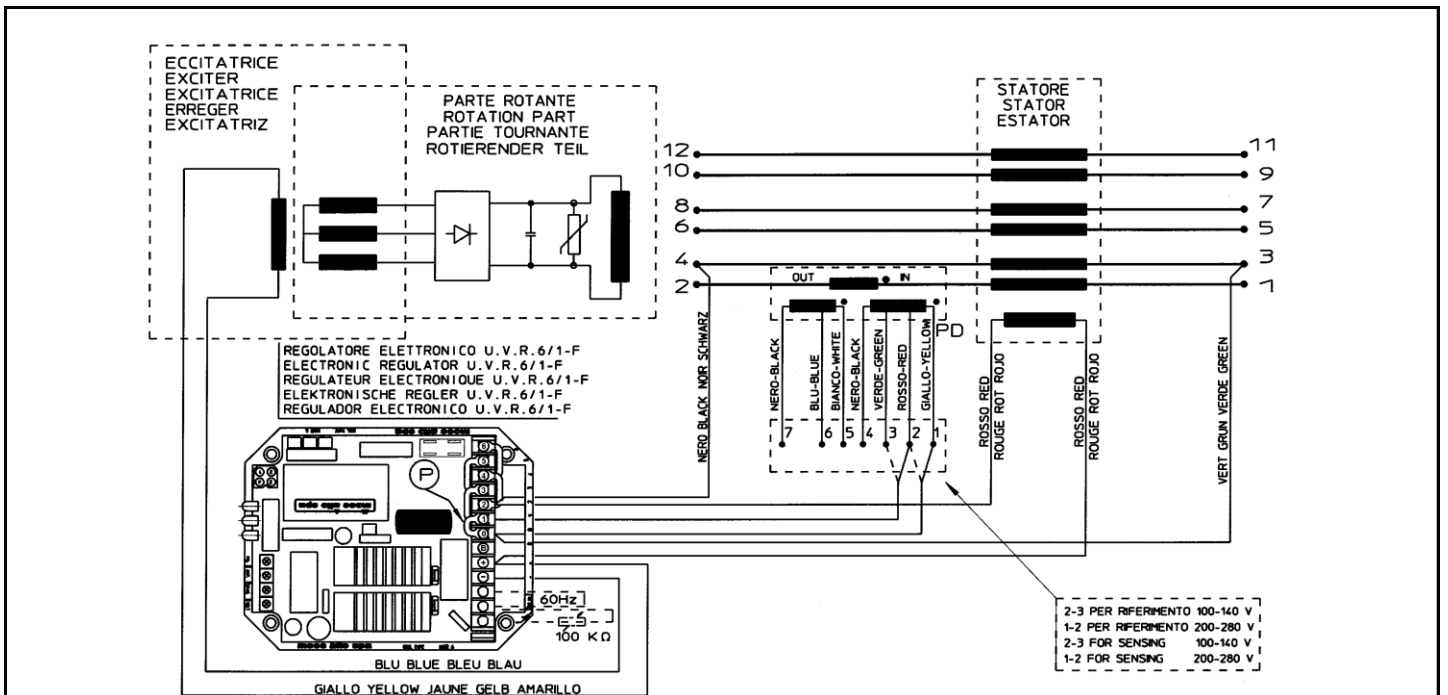 ECCITATRICE
EXCITER
EXCITATRICE
ERREGER
EXCITATRIZ
PARTE ROTANTE
ROTATION PART
PARTIE TOURNANTE
ROTIERENDER TEIL
STATORE
STATOR
ESTATOR
12
10
8
6
4
2
11
9
7
5
3
1
OUT
IN
PD
NERO-BLACK
BLU-BLUE
BIANCO-WHITE
NERO-BLACK
VERDE-GREEN
ROSSO-RED
GIALLO-YELLOW
7 6 5 4 3 2 1
NERO BLACK NOIR SCHWARZ
ROSSO RED
ROUGE ROT ROJO
ROSSO RED
ROUGE ROT ROJO
VERT GRUN VERDE GREEN
REGOLATORE ELETTRONICO U.V.R.6/1-F
ELECTRONIC REGULATOR U.V.R.6/1-F
REGULATEUR ELECTRONIQUE U.V.R.6/1-F
ELEKTRONISCHE REGLER U.V.R.6/1-F
REGULADOR ELECTRONICO U.V.R.6/1-F
P
60Hz
100 KΩ
BLU BLUE BLEU BLAU
GIALLO YELLOW JAUNE GELB AMARILLO
2-3 PER RIFERIMENTO 100-140 V
1-2 PER RIFERIMENTO 200-280 V
2-3 FOR SENSING 100-140 V
1-2 FOR SENSING 200-280 V